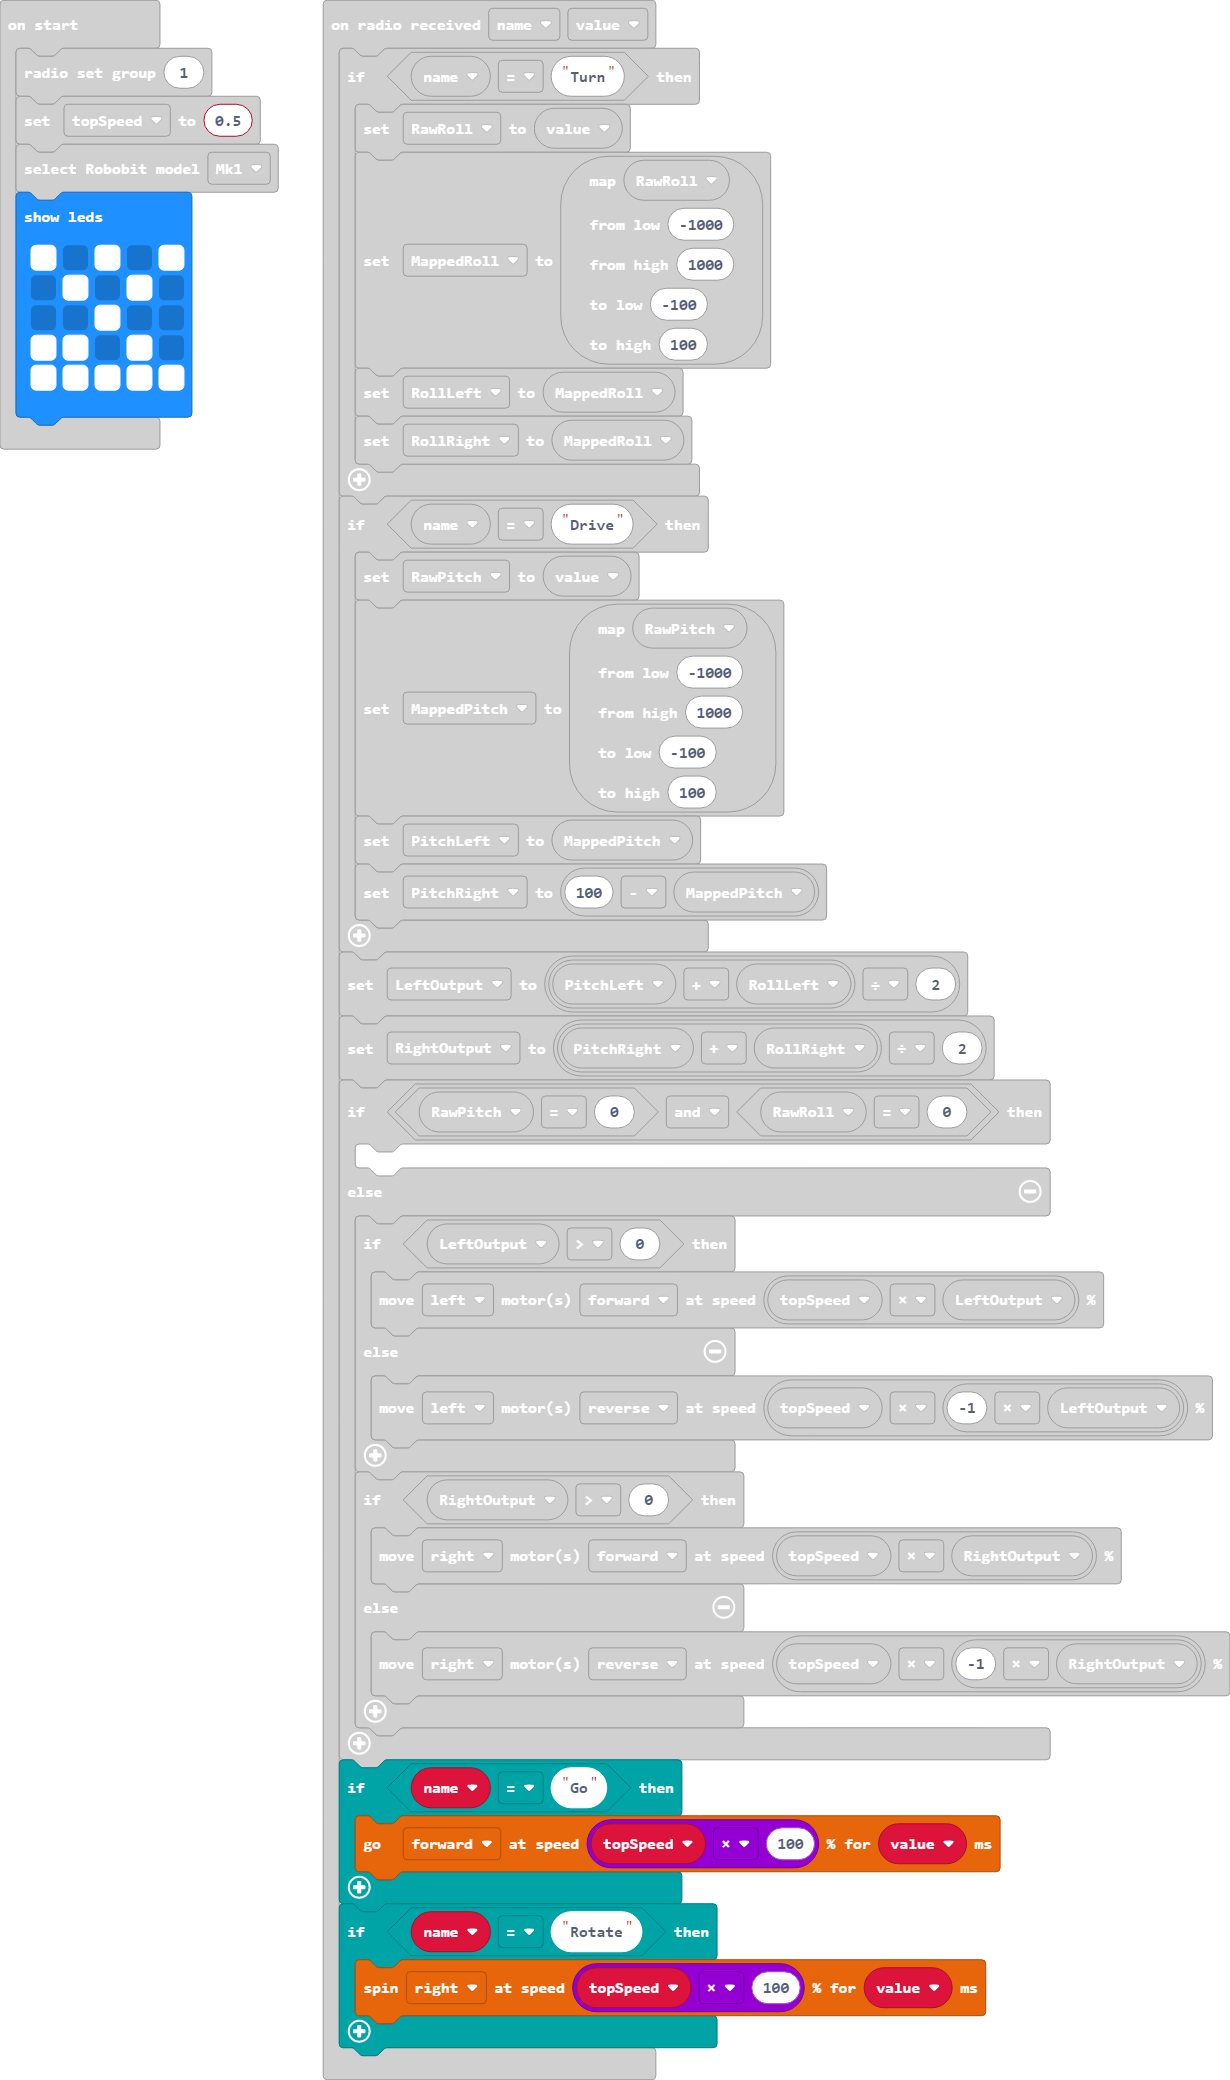 on start
radio set group 1
set topSpeed to 0.5
select Robobit model Mk1
show leds
on radio received name value
if name = "Turn" then
set RawRoll to value
set MappedRoll to map RawRoll
from low -1000
from high 1000
to low -100
to high 100
set RollLeft to MappedRoll
set RollRight to MappedRoll
if name = "Drive" then
set RawPitch to value
set MappedPitch to map RawPitch
from low -1000
from high 1000
to low -100
to high 100
set PitchLeft to MappedPitch
set PitchRight to 100 - MappedPitch
set LeftOutput to PitchLeft + RollLeft ÷ 2
set RightOutput to PitchRight + RollRight ÷ 2
if RawPitch = 0 and RawRoll = 0 then
else
if LeftOutput > 0 then
move left motor(s) forward at speed topSpeed × LeftOutput %
else
move left motor(s) reverse at speed topSpeed × -1 × LeftOutput %
if RightOutput > 0 then
move right motor(s) forward at speed topSpeed × RightOutput %
else
move right motor(s) reverse at speed topSpeed × -1 × RightOutput %
if name = "Go" then
go forward at speed topSpeed × 100 % for value ms
if name = "Rotate" then
spin right at speed topSpeed × 100 % for value ms